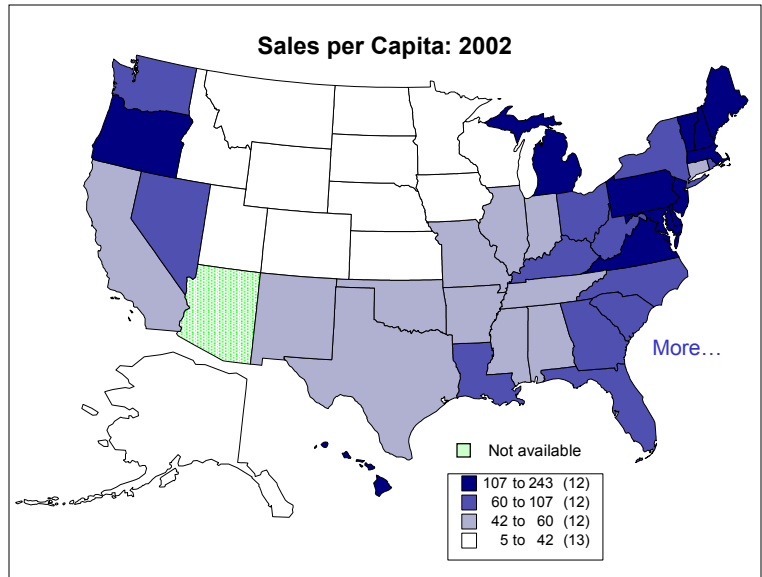 Sales per Capita: 2002
More…
Not available
107 to 243 (12)
60 to 107 (12)
42 to 60 (12)
5 to 42 (13)